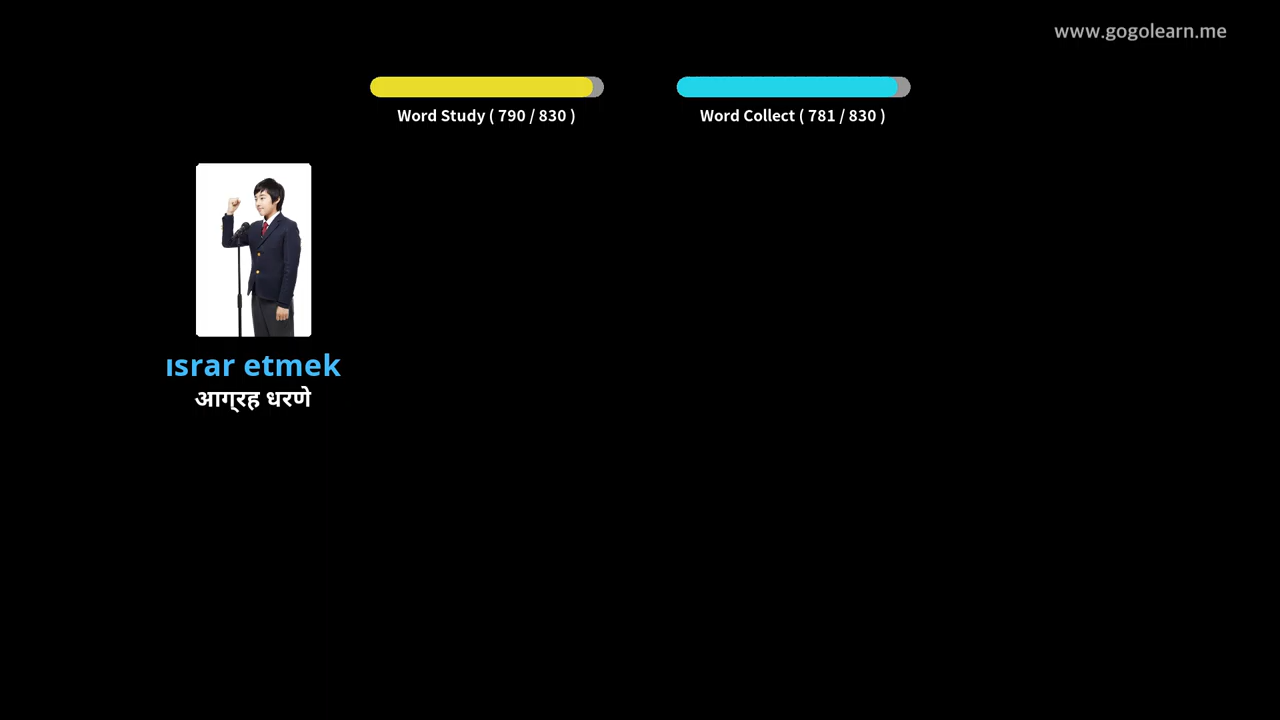 www.gogolearn.me
Word Study ( 790 / 830 )
Word Collect ( 781 / 830 )
ısrar etmek
आग्रह धरणे